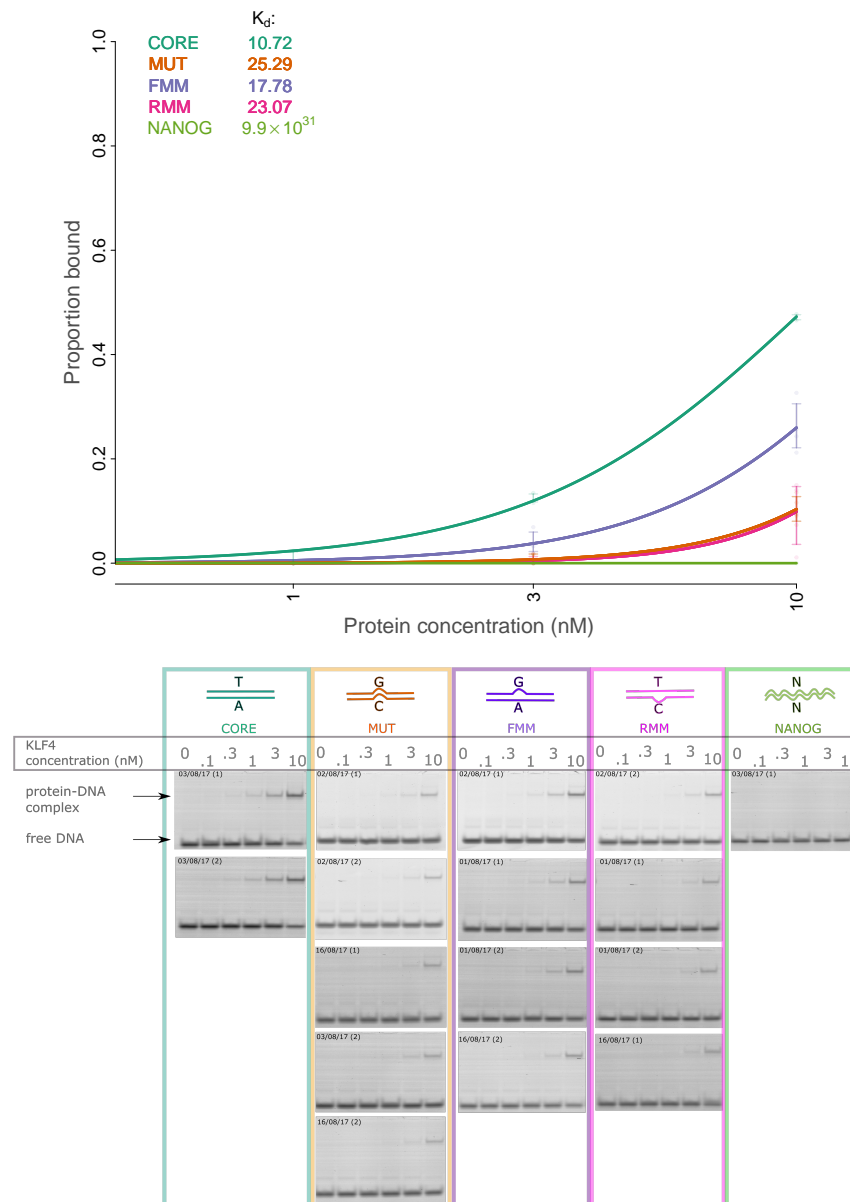 K_d:
CORE 10.72
MUT 25.29
FMM 17.78
RMM 23.07
NANOG 9.9×10^31
1.0
0.8
0.6
0.4
0.2
0.0
Proportion bound
1 3 10
Protein concentration (nM)
T G G T N
A C A C N
CORE MUT FMM RMM NANOG
KLF4
concentration (nM)
0 .1 .3 1 3 10 0 .1 .3 1 3 10 0 .1 .3 1 3 10 0 .1 .3 1 3 10 0 .1 .3 1 3 1
03/08/17 (1) 02/08/17 (1) 02/08/17 (1) 02/08/17 (2) 03/08/17 (1)
protein-DNA
complex
free DNA
03/08/17 (2) 02/08/17 (2) 01/08/17 (1) 01/08/17 (1)
16/08/17 (1) 01/08/17 (2) 01/08/17 (2)
03/08/17 (2) 16/08/17 (2) 16/08/17 (1)
16/08/17 (2)